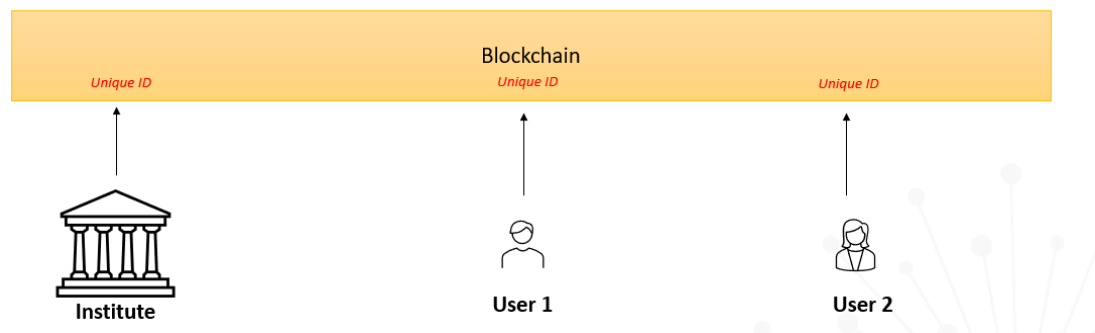 Blockchain
Unique ID
Unique ID
Unique ID
Institute
User 1
User 2